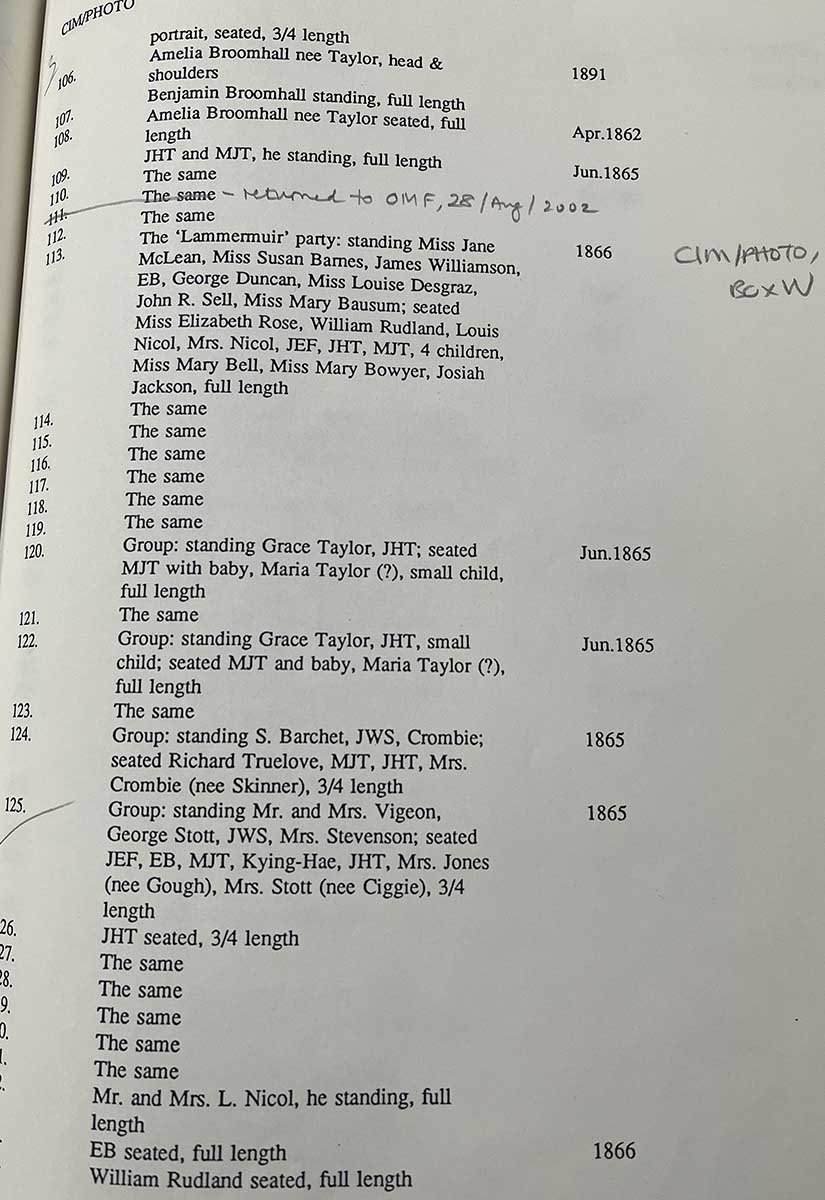 CIM/PHOTO
portrait, seated, 3/4 length
106. Amelia Broomhall nee Taylor, head & 1891
shoulders
107. Benjamin Broomhall standing, full length
108. Amelia Broomhall nee Taylor seated, full Apr.1862
length
109. JHT and MJT, he standing, full length Jun.1865
110. The same
111. The same – returned to OMF, 28/Aug/2002
112. The same
113. The 'Lammermuir' party: standing Miss Jane 1866 CIM/PHOTO,
McLean, Miss Susan Barnes, James Williamson, BOX W
EB, George Duncan, Miss Louise Desgraz,
John R. Sell, Miss Mary Bausum; seated
Miss Elizabeth Rose, William Rudland, Louis
Nicol, Mrs. Nicol, JEF, JHT, MJT, 4 children,
Miss Mary Bell, Miss Mary Bowyer, Josiah
Jackson, full length
114. The same
115. The same
116. The same
117. The same
118. The same
119. The same
120. Group: standing Grace Taylor, JHT; seated Jun.1865
MJT with baby, Maria Taylor (?), small child,
full length
121. The same
122. Group: standing Grace Taylor, JHT, small Jun.1865
child; seated MJT and baby, Maria Taylor (?),
full length
123. The same
124. Group: standing S. Barchet, JWS, Crombie; 1865
seated Richard Truelove, MJT, JHT, Mrs.
Crombie (nee Skinner), 3/4 length
125. Group: standing Mr. and Mrs. Vigeon, 1865
George Stott, JWS, Mrs. Stevenson; seated
JEF, EB, MJT, Kying-Hae, JHT, Mrs. Jones
(nee Gough), Mrs. Stott (nee Ciggie), 3/4
length
26. JHT seated, 3/4 length
27. The same
28. The same
9. The same
0. The same
1. The same
Mr. and Mrs. L. Nicol, he standing, full
length
EB seated, full length 1866
William Rudland seated, full length